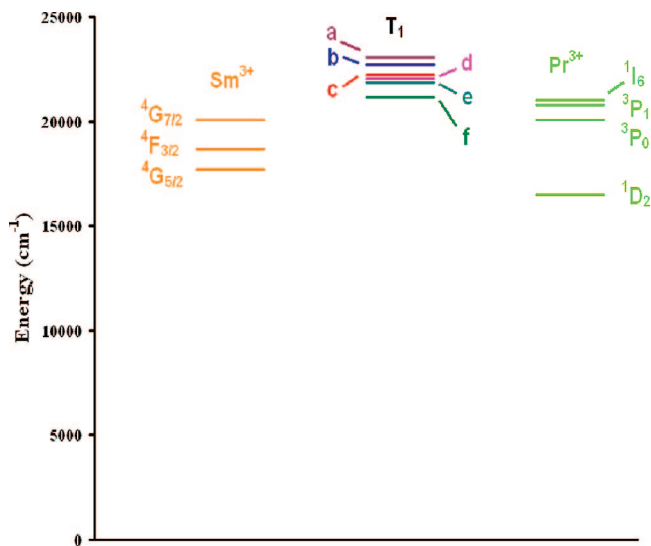 25000
20000
15000
10000
5000
0
Energy (cm⁻¹)
Sm³⁺
⁴G₇/₂
⁴F₃/₂
⁴G₅/₂
T₁
a
b
c
d
e
f
Pr³⁺
¹I₆
³P₁
³P₀
¹D₂